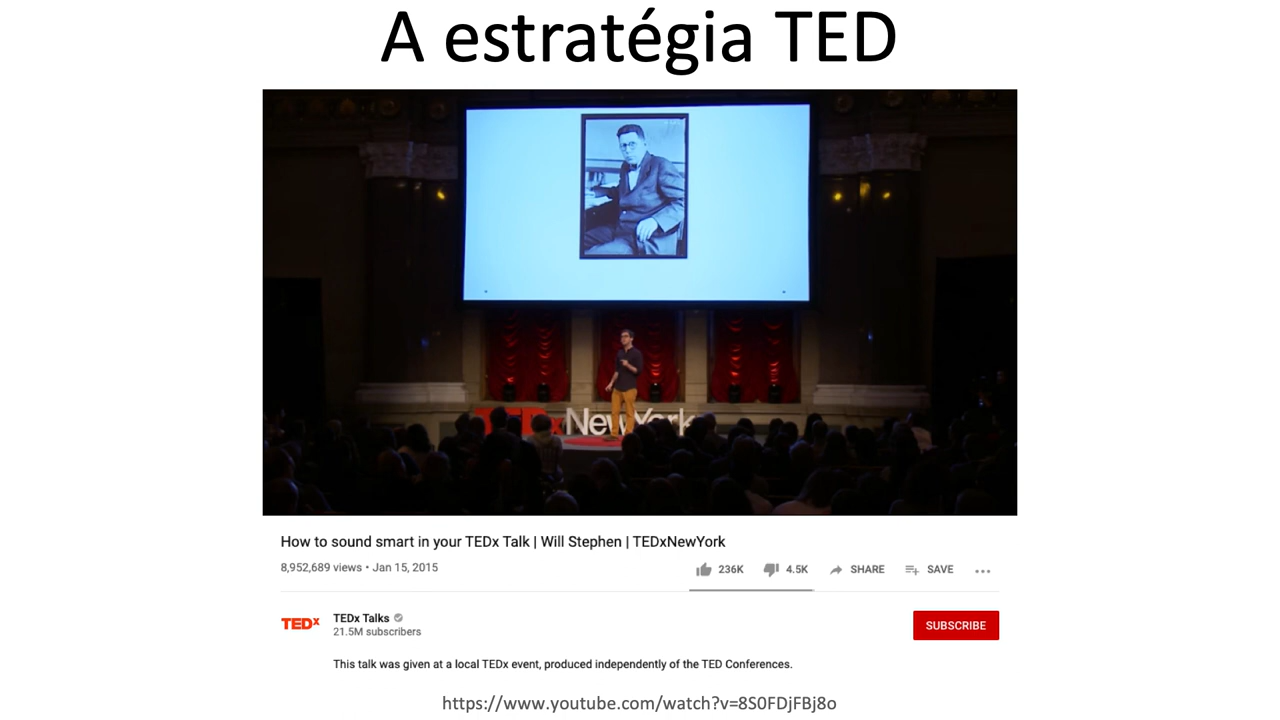 A estratégia TED
TEDxNewYork
How to sound smart in your TEDx Talk | Will Stephen | TEDxNewYork
8,952,689 views • Jan 15, 2015
236K 4.5K SHARE SAVE ...
TEDx TEDx Talks
21.5M subscribers
SUBSCRIBE
This talk was given at a local TEDx event, produced independently of the TED Conferences.
https://www.youtube.com/watch?v=8S0FDjFBj8o